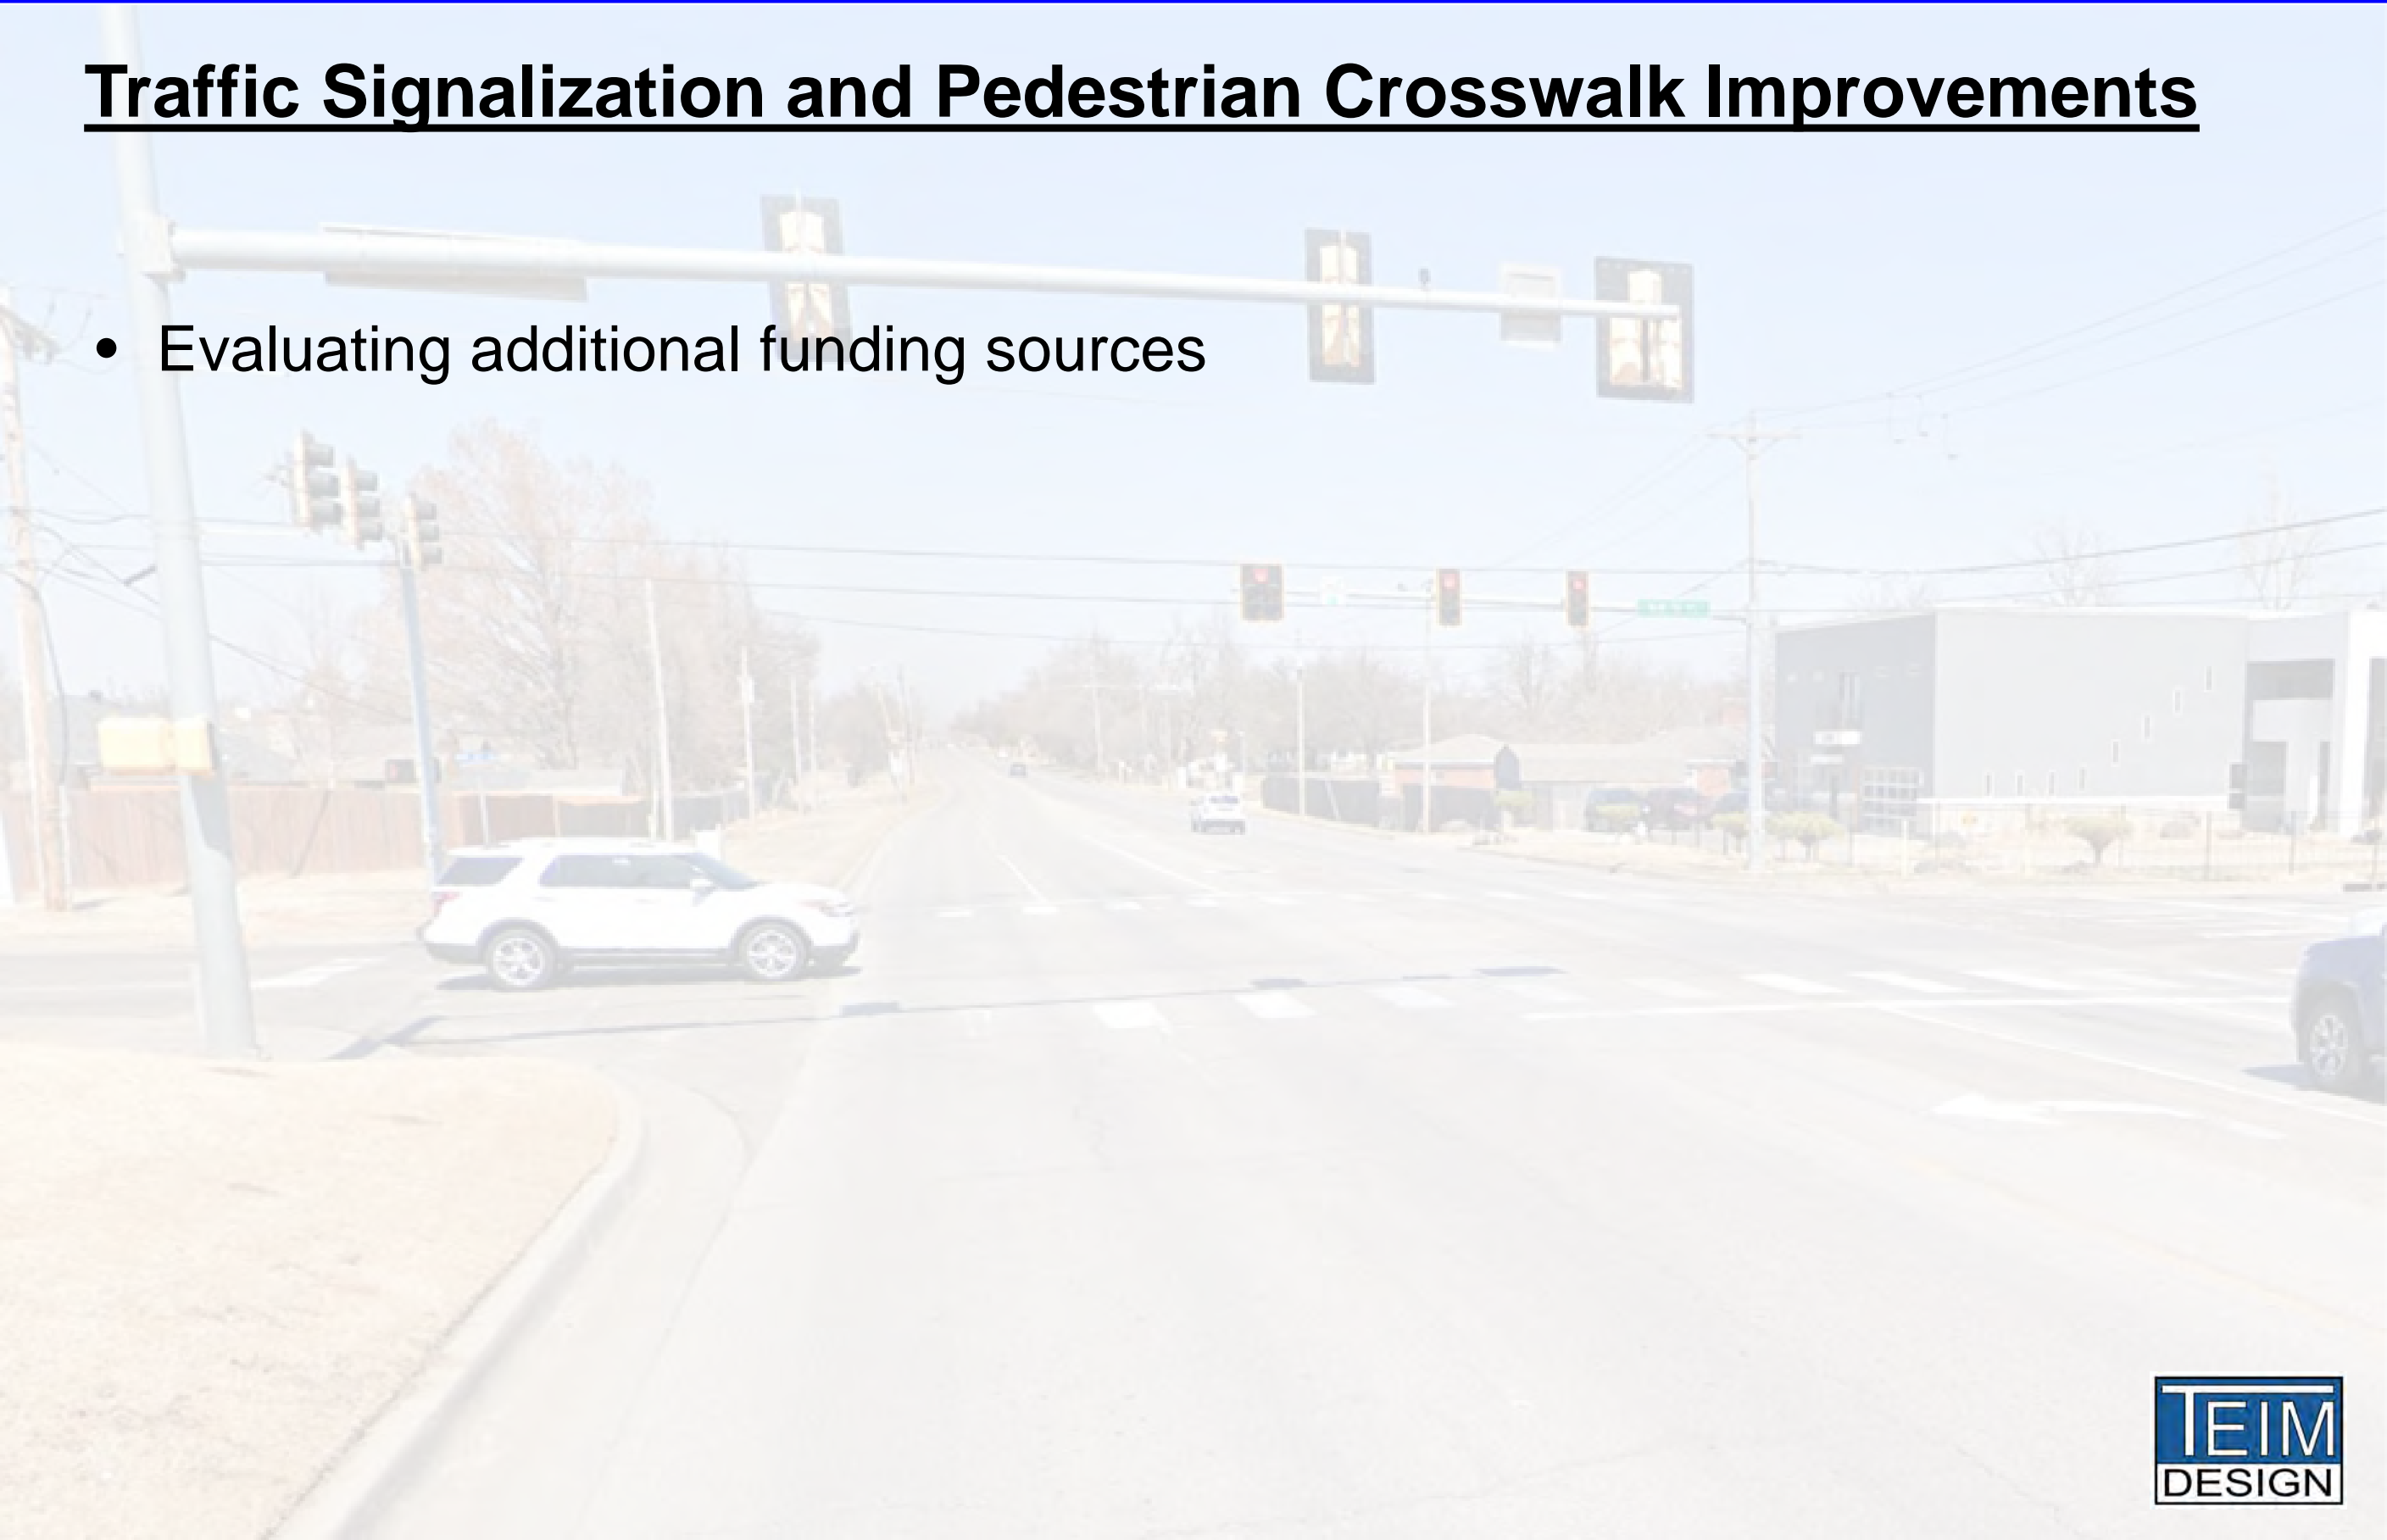 Traffic Signalization and Pedestrian Crosswalk Improvements
• Evaluating additional funding sources
TEIM
DESIGN